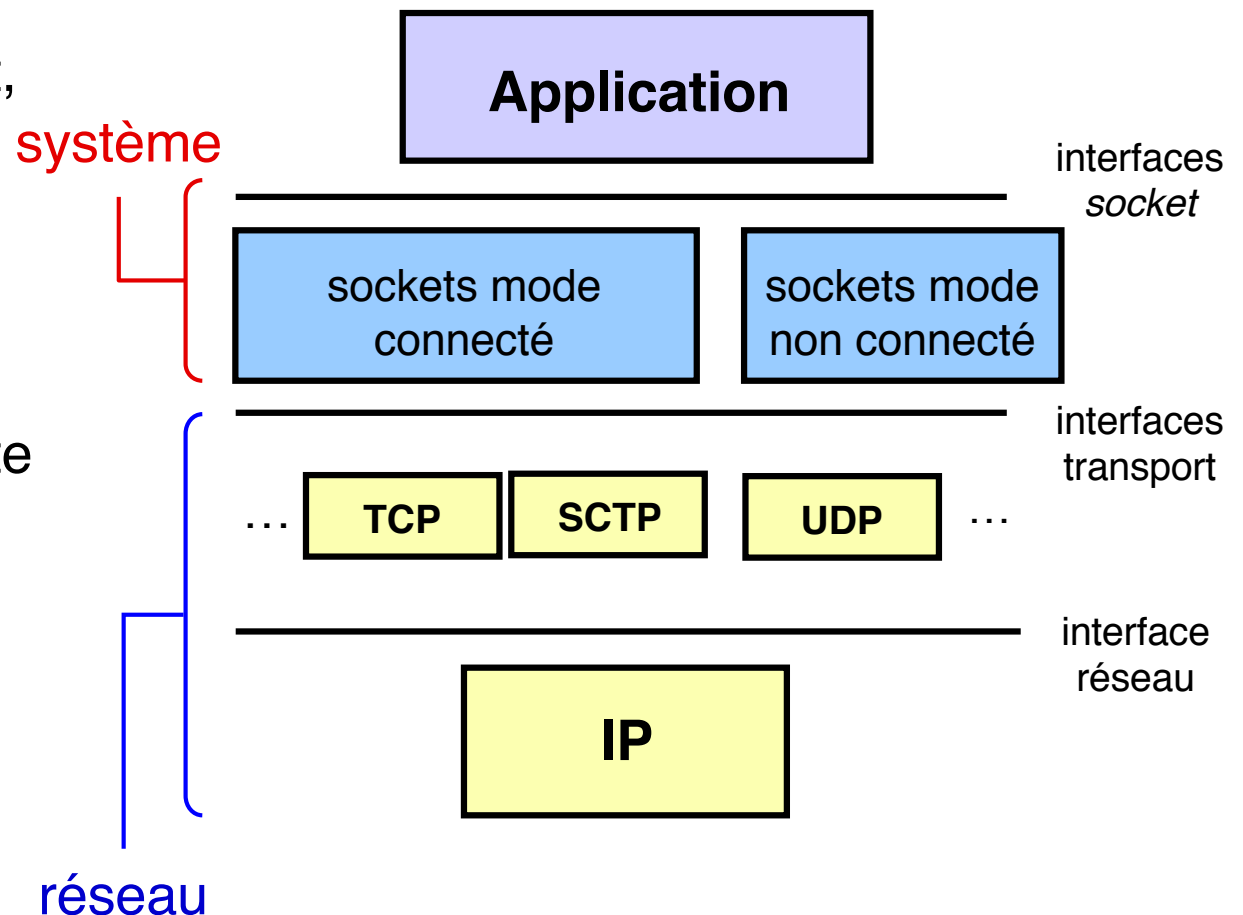 Application
système
interfaces
socket
sockets mode
connecté
sockets mode
non connecté
interfaces
transport
... TCP SCTP UDP ...
interface
réseau
IP
réseau